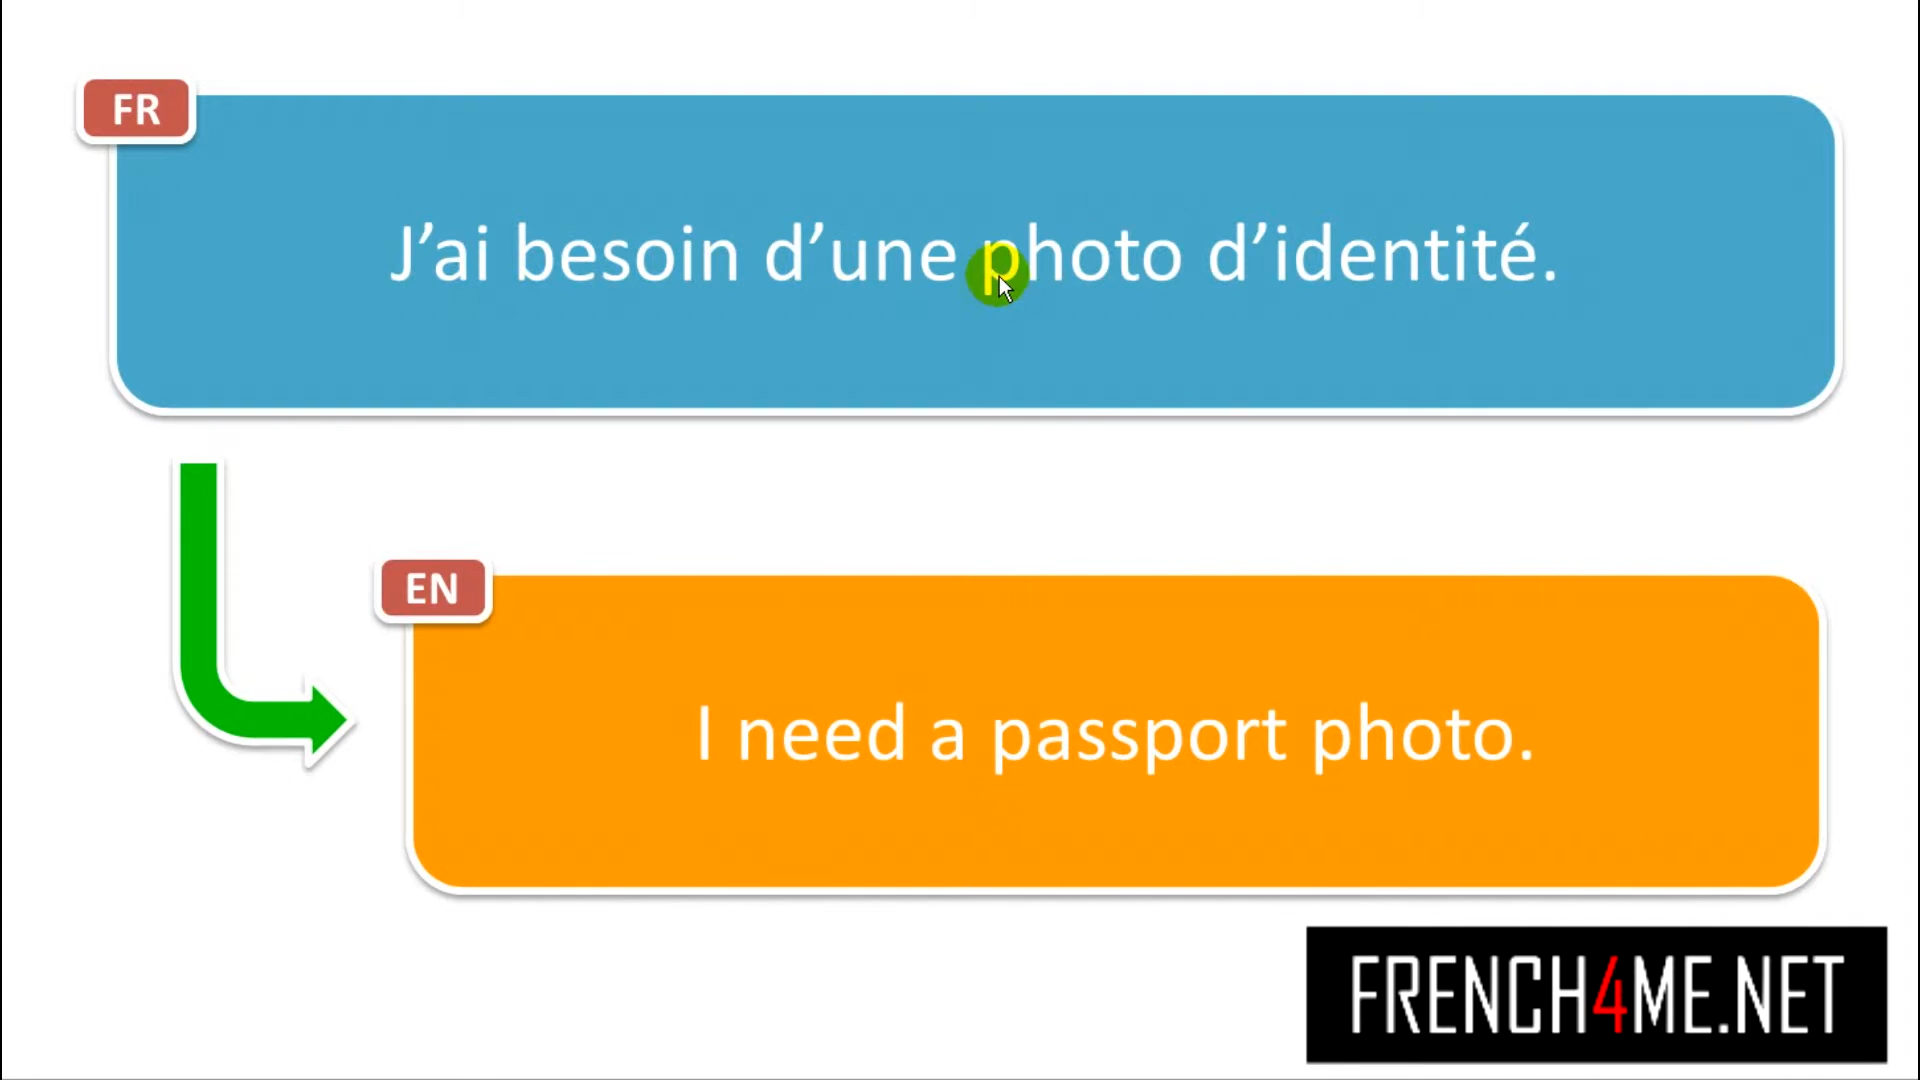 FR
J’ai besoin d’une photo d’identité.
EN
I need a passport photo.
FRENCH4ME.NET